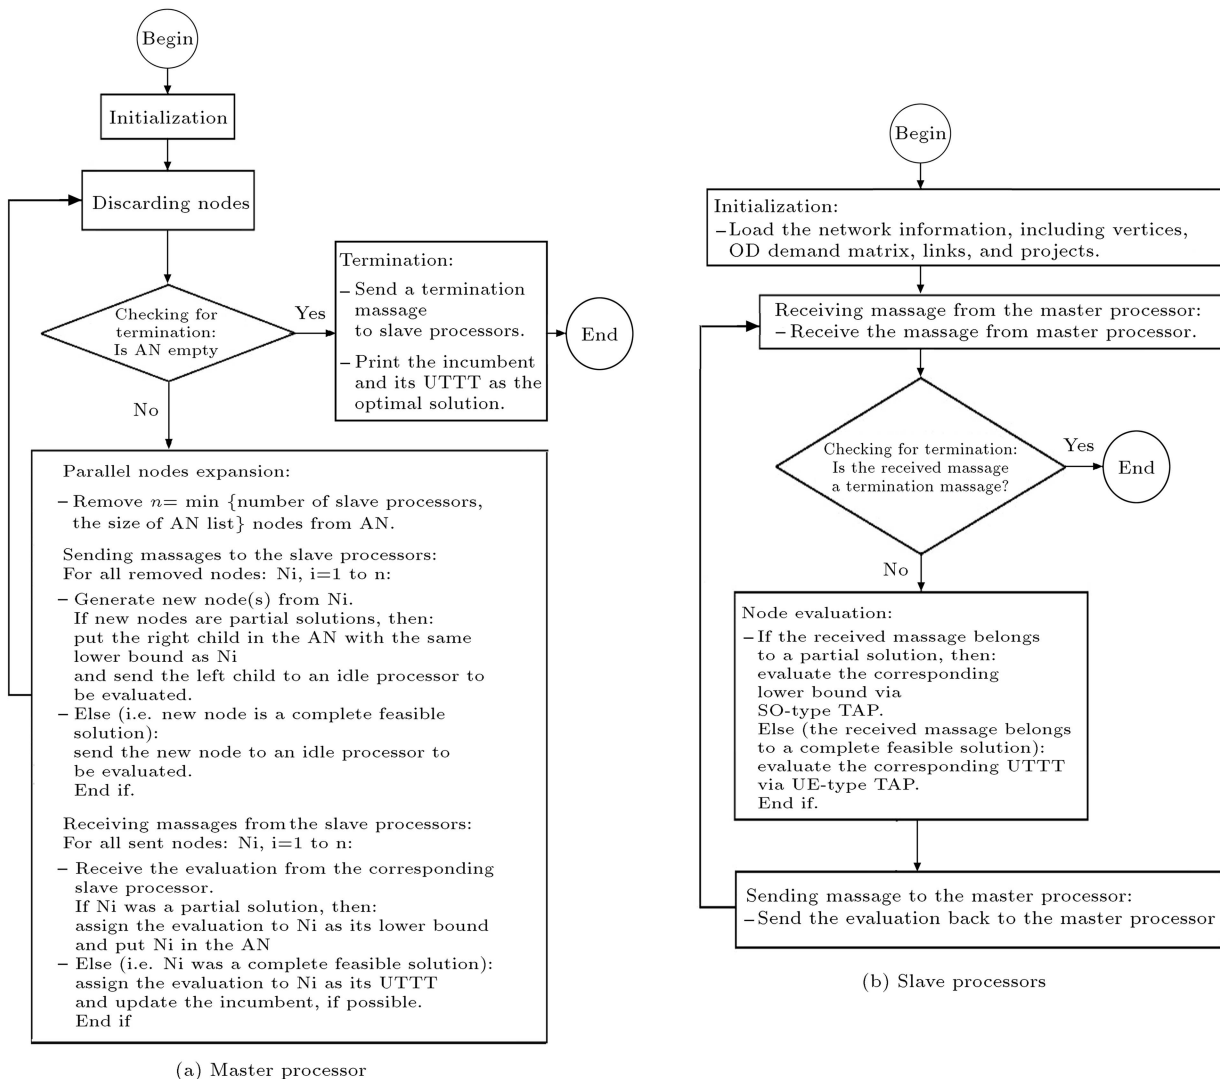 Begin
Initialization
Discarding nodes
Checking for
termination:
Is AN empty
Yes
No
Termination:
– Send a termination
massage
to slave processors.
– Print the incumbent
and its UTTT as the
optimal solution.
End
Parallel nodes expansion:
– Remove n= min {number of slave processors,
the size of AN list} nodes from AN.
Sending massages to the slave processors:
For all removed nodes: Ni, i=1 to n:
– Generate new node(s) from Ni.
If new nodes are partial solutions, then:
put the right child in the AN with the same
lower bound as Ni
and send the left child to an idle processor to
be evaluated.
– Else (i.e. new node is a complete feasible
solution):
send the new node to an idle processor to
be evaluated.
End if.
Receiving massages from the slave processors:
For all sent nodes: Ni, i=1 to n:
– Receive the evaluation from the corresponding
slave processor.
If Ni was a partial solution, then:
assign the evaluation to Ni as its lower bound
and put Ni in the AN
– Else (i.e. Ni was a complete feasible solution):
assign the evaluation to Ni as its UTTT
and update the incumbent, if possible.
End if
(a) Master processor
Begin
Initialization:
– Load the network information, including vertices,
OD demand matrix, links, and projects.
Receiving massage from the master processor:
– Receive the massage from master processor.
Checking for termination:
Is the received massage
a termination massage?
Yes
End
No
Node evaluation:
– If the received massage belongs
to a partial solution, then:
evaluate the corresponding
lower bound via
SO-type TAP.
Else (the received massage belongs
to a complete feasible solution):
evaluate the corresponding UTTT
via UE-type TAP.
End if.
Sending massage to the master processor:
– Send the evaluation back to the master processor
(b) Slave processors